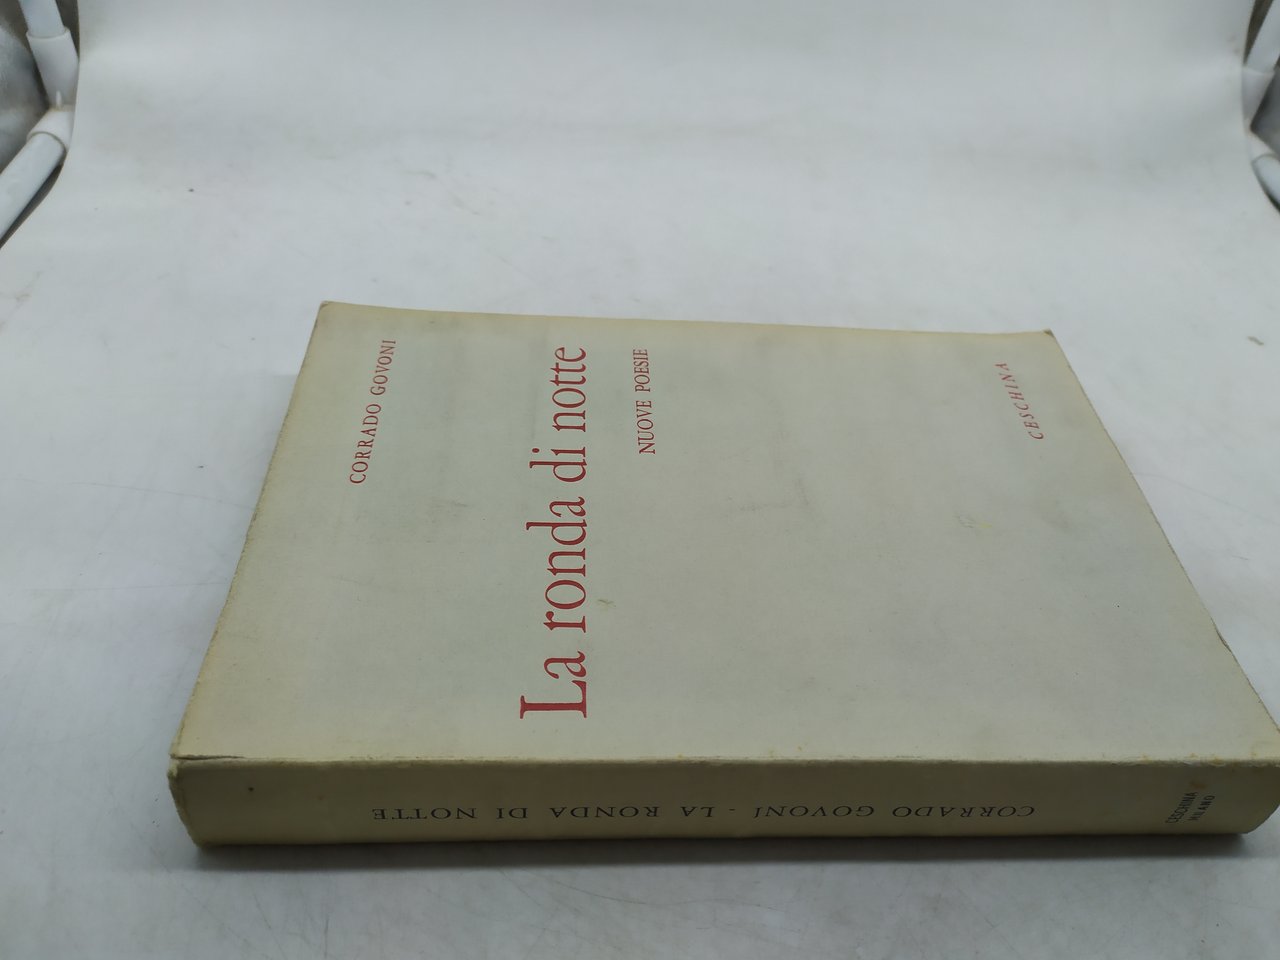 CORRADO GOVONI
La ronda di notte
NUOVE POESIE
CESCHINA
CORRADO GOVONI - LA RONDA DI NOTTE
CESCHINA
MILANO